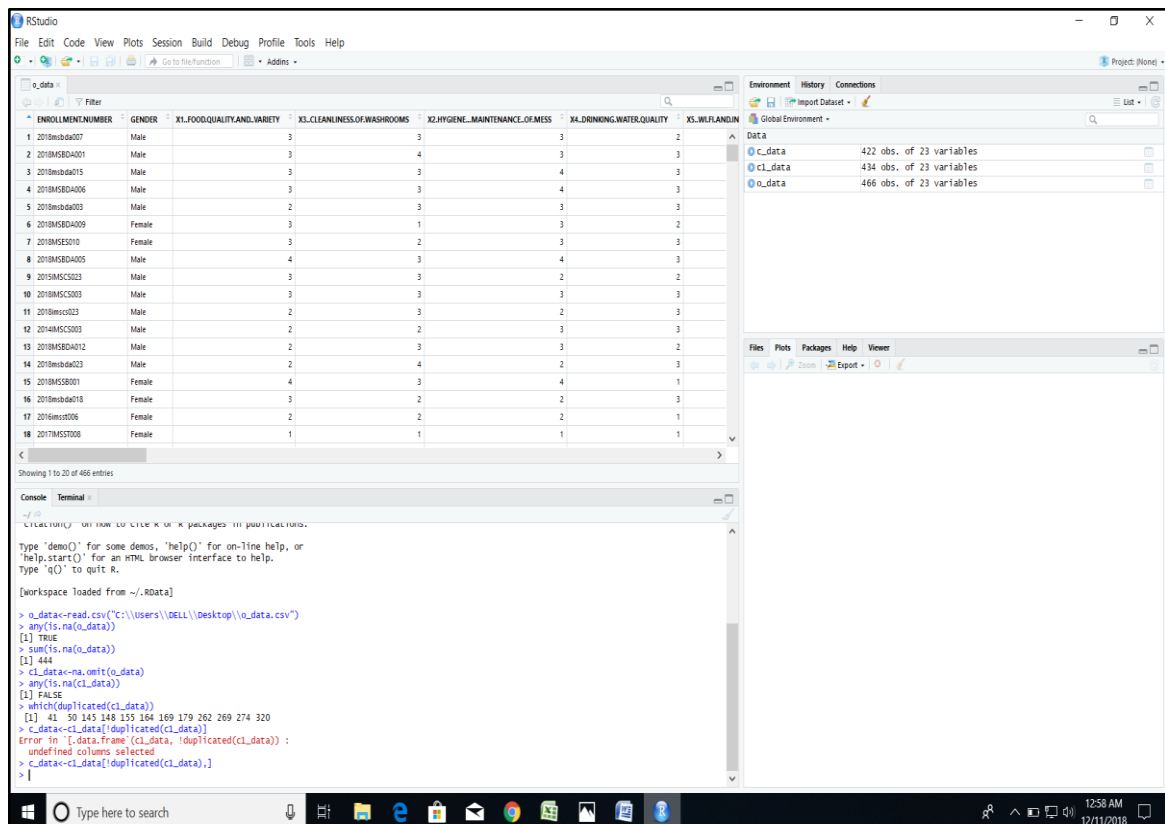 RStudio
File Edit Code View Plots Session Build Debug Profile Tools Help
Go to file/function Addins
Project: (None)
o_data
Filter
ENROLLMENT.NUMBER GENDER X1..FOOD.QUALITY.AND..VARIETY X3..CLEANLINESS.OF.WASHROOMS X2.HYGIENE...MAINTENANCE..OF.MESS X4..DRINKING.WATER.QUALITY X5..WI.FI.AND.IN
1 2018msbda007 Male 3 3 3 2
2 2018MSBDA001 Male 3 4 3 3
3 2018msbda015 Male 3 3 4 3
4 2018MSBDA006 Male 3 3 4 3
5 2018msbda003 Male 2 3 3 3
6 2018MSBDA009 Female 3 1 3 2
7 2018MSES010 Female 3 2 3 3
8 2018MSBDA005 Male 4 3 4 3
9 2015IMSCS023 Male 3 3 2 2
10 2018IMSCS003 Male 3 3 3 3
11 2018imscs023 Male 2 3 2 3
12 2014IMSCS003 Male 2 2 3 3
13 2018MSBDA012 Male 2 3 3 2
14 2018msbda023 Male 2 4 2 3
15 2018MSSB001 Female 4 3 4 1
16 2018msbda018 Female 3 2 2 3
17 2016imsst006 Female 2 2 2 1
18 2017IMSST008 Female 1 1 1 1
Showing 1 to 20 of 466 entries
Console Terminal
~/
citation() on how to cite R or R packages in publications.
Type 'demo()' for some demos, 'help()' for on-line help, or
'help.start()' for an HTML browser interface to help.
Type 'q()' to quit R.
[Workspace loaded from ~/.RData]
> o_data<-read.csv("C:\\Users\\DELL\\Desktop\\o_data.csv")
> any(is.na(o_data))
[1] TRUE
> sum(is.na(o_data))
[1] 444
> c1_data<-na.omit(o_data)
> any(is.na(c1_data))
[1] FALSE
> which(duplicated(c1_data))
[1] 41 50 145 148 155 164 169 179 262 269 274 320
> c_data<-c1_data[!duplicated(c1_data)]
Error in `[.data.frame`(c1_data, !duplicated(c1_data)) :
undefined columns selected
> c_data<-c1_data[!duplicated(c1_data),]
>
Environment History Connections
Import Dataset List
Global Environment
Data
c_data 422 obs. of 23 variables
c1_data 434 obs. of 23 variables
o_data 466 obs. of 23 variables
Files Plots Packages Help Viewer
Zoom Export
Type here to search
12:58 AM
12/11/2018